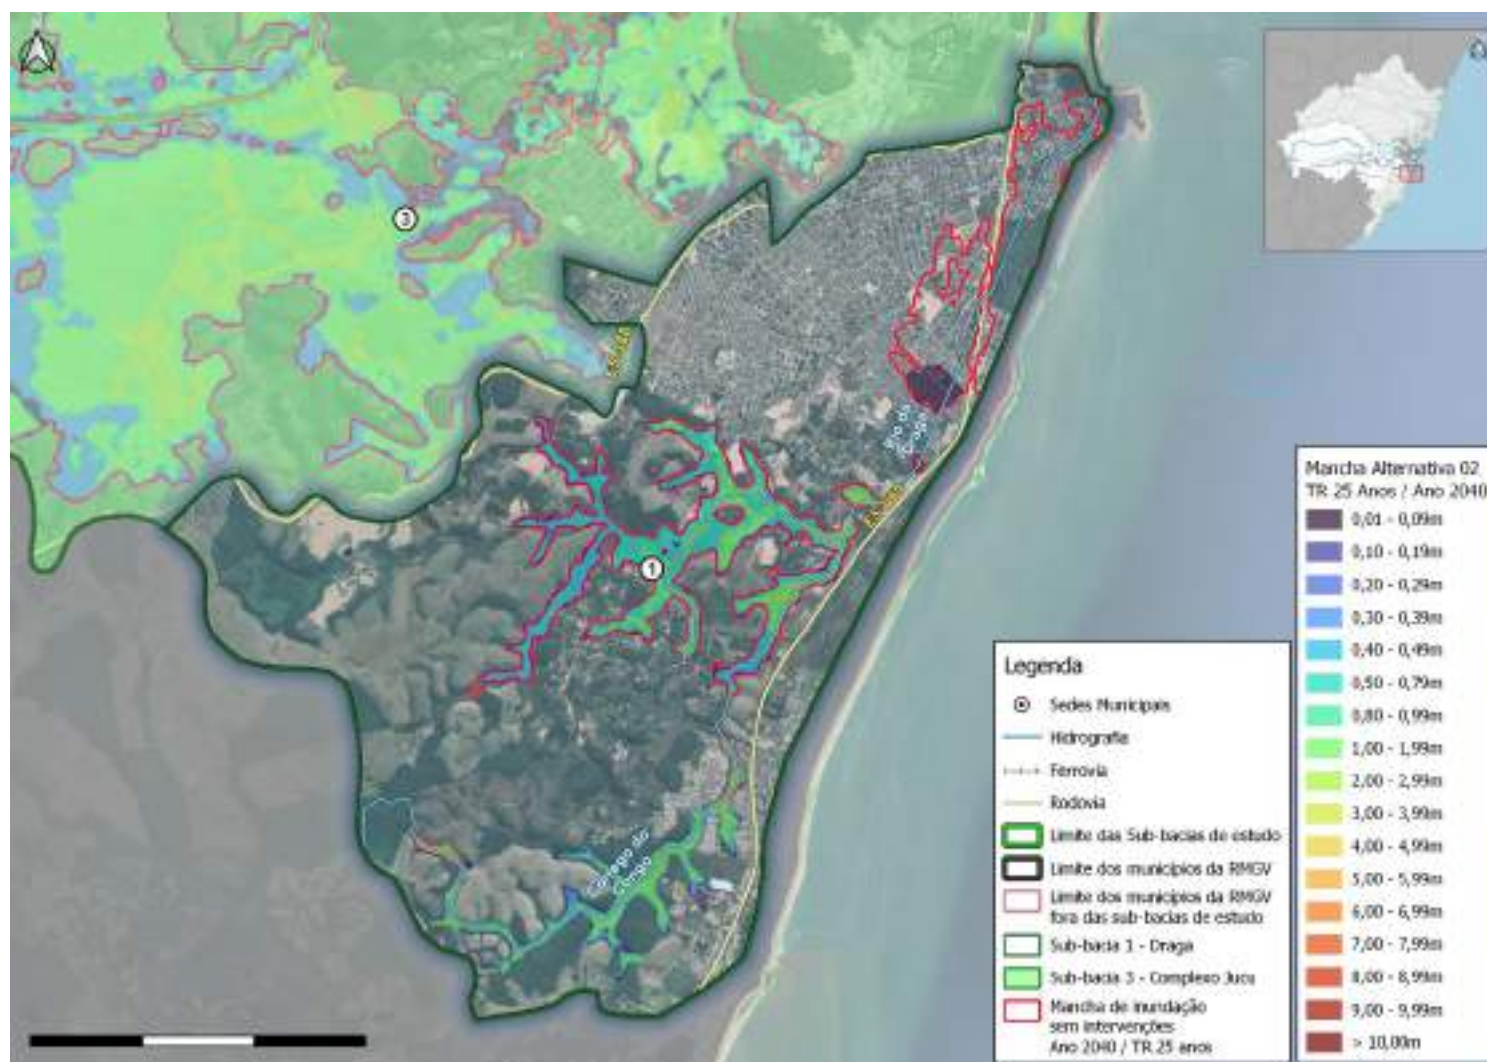 3
Rio da
Draga
1
Córrego do
Congo
Mancha Alternativa 02
TR 25 Anos / Ano 2040
0,01 - 0,09m
0,10 - 0,19m
0,20 - 0,29m
0,30 - 0,39m
0,40 - 0,49m
0,50 - 0,79m
0,80 - 0,99m
1,00 - 1,99m
2,00 - 2,99m
3,00 - 3,99m
4,00 - 4,99m
5,00 - 5,99m
6,00 - 6,99m
7,00 - 7,99m
8,00 - 8,99m
9,00 - 9,99m
> 10,00m
Legenda
Sedes Municipais
Hidrografia
Ferrovia
Rodovia
Limite das Sub-bacias de estudo
Limite dos municípios da RMGV
Limite dos municípios da RMGV
fora das sub-bacias de estudo
Sub-bacia 1 - Draga
Sub-bacia 3 - Complexo Jucu
Mancha de inundação
sem intervenções
Ano 2040 / TR 25 anos